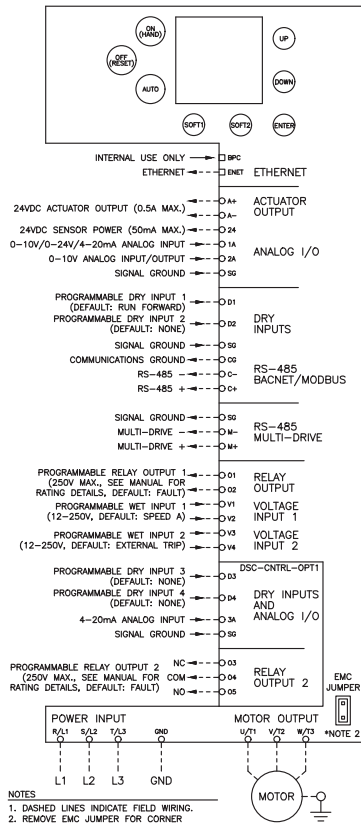 ON
(HAND)
OFF
(RESET)
AUTO
UP
DOWN
SOFT1
SOFT2
ENTER
INTERNAL USE ONLY BPC
ETHERNET ENET ETHERNET
24VDC ACTUATOR OUTPUT (0.5A MAX.)
A+
A-
ACTUATOR
OUTPUT
24VDC SENSOR POWER (50mA MAX.) 24
0-10V/0-24V/4-20mA ANALOG INPUT 1A
0-10V ANALOG INPUT/OUTPUT 2A
SIGNAL GROUND SG
ANALOG I/O
PROGRAMMABLE DRY INPUT 1
(DEFAULT: RUN FORWARD)
D1
PROGRAMMABLE DRY INPUT 2
(DEFAULT: NONE)
D2
SIGNAL GROUND SG
DRY
INPUTS
COMMUNICATIONS GROUND CG
RS-485 - C-
RS-485 + C+
RS-485
BACNET/MODBUS
SIGNAL GROUND SG
MULTI-DRIVE - M-
MULTI-DRIVE + M+
RS-485
MULTI-DRIVE
PROGRAMMABLE RELAY OUTPUT 1
(250V MAX., SEE MANUAL FOR
RATING DETAILS, DEFAULT: FAULT)
O1
O2
RELAY
OUTPUT
PROGRAMMABLE WET INPUT 1
(12-250V, DEFAULT: SPEED A)
V1
V2
VOLTAGE
INPUT 1
PROGRAMMABLE WET INPUT 2
(12-250V, DEFAULT: EXTERNAL TRIP)
V3
V4
VOLTAGE
INPUT 2
DSC-CNTRL-OPT1
PROGRAMMABLE DRY INPUT 3
(DEFAULT: NONE)
D3
PROGRAMMABLE DRY INPUT 4
(DEFAULT: NONE)
D4
4-20mA ANALOG INPUT 3A
SIGNAL GROUND SG
DRY INPUTS
AND
ANALOG I/O
PROGRAMMABLE RELAY OUTPUT 2
(250V MAX., SEE MANUAL FOR
RATING DETAILS, DEFAULT: FAULT)
NC O3
COM O4
NO O5
RELAY
OUTPUT 2
EMC
JUMPER
*NOTE 2
POWER INPUT
R/L1 S/L2 T/L3 GND
MOTOR OUTPUT
U/T1 V/T2 W/T3
L1 L2 L3 GND
MOTOR
NOTES
1. DASHED LINES INDICATE FIELD WIRING.
2. REMOVE EMC JUMPER FOR CORNER